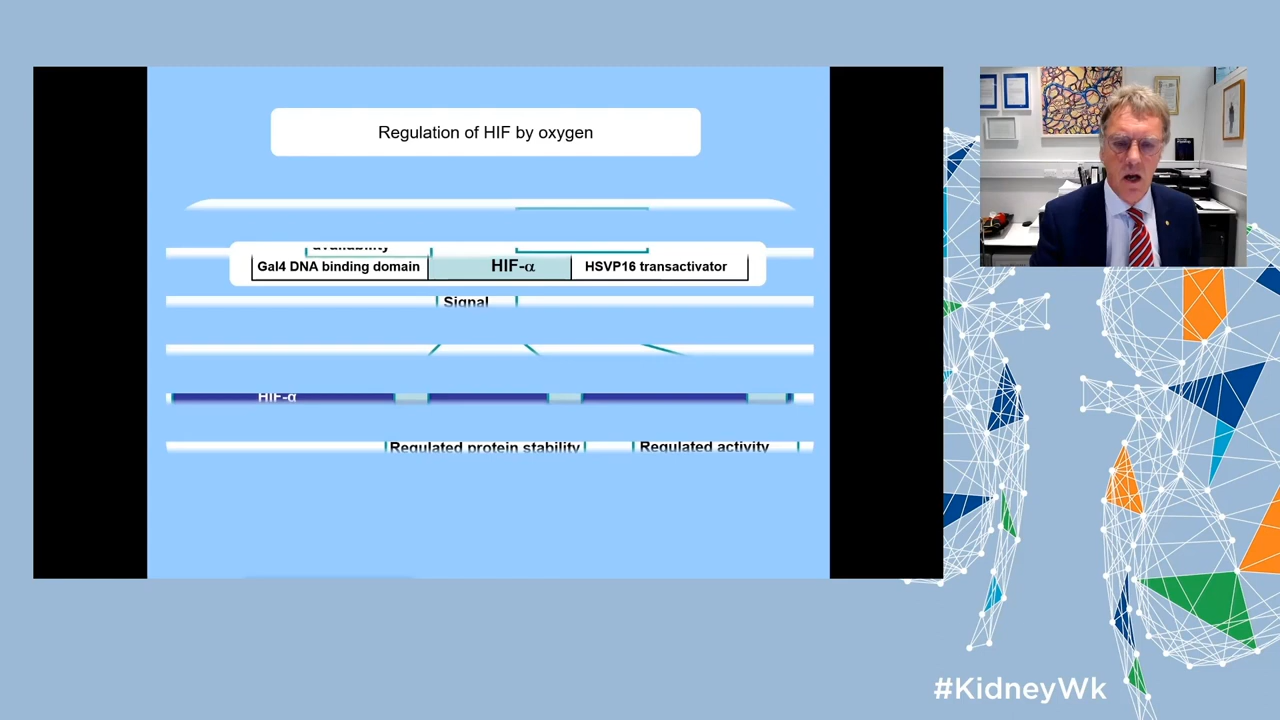 Regulation of HIF by oxygen
availability
Gal4 DNA binding domain
HIF-α
HSVP16 transactivator
Signal
HIF-α
Regulated protein stability
Regulated activity
#KidneyWk